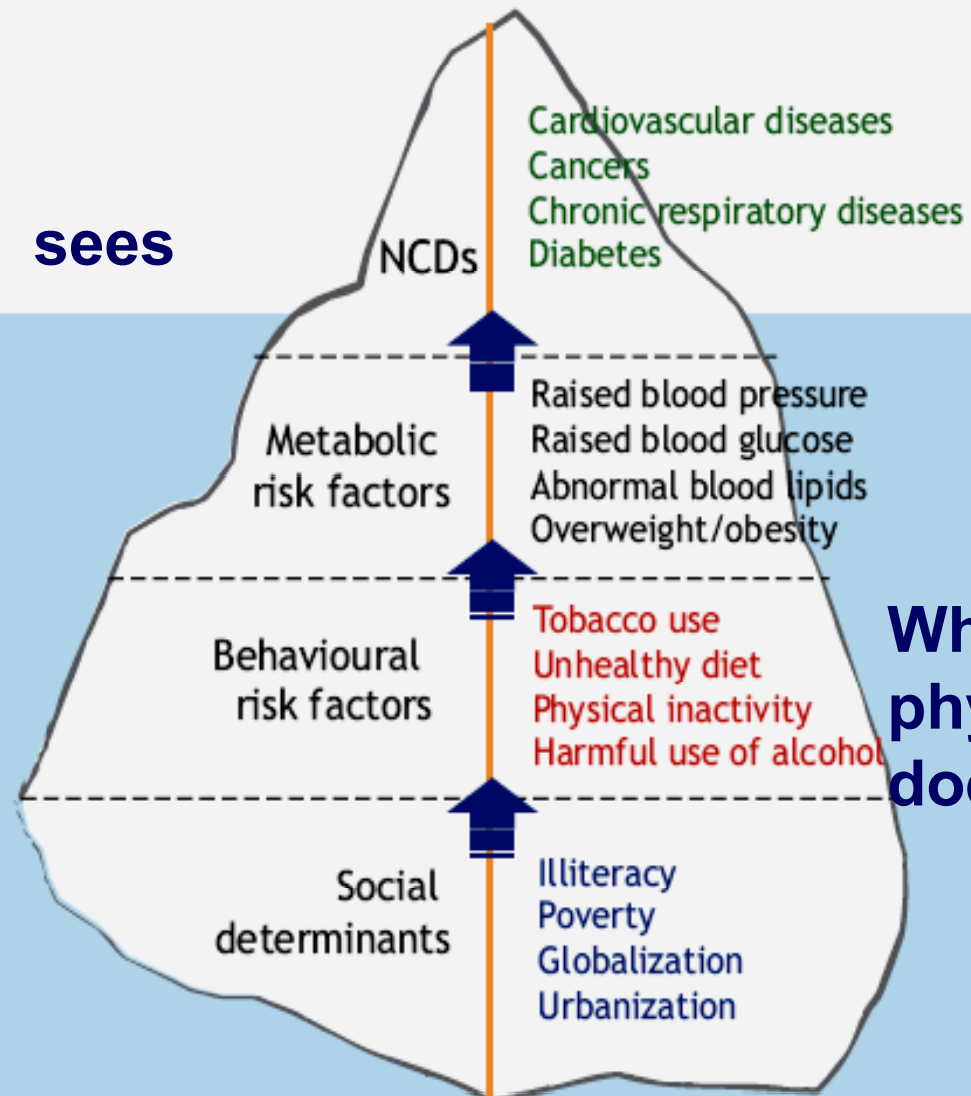 sees
NCDs
Cardiovascular diseases
Cancers
Chronic respiratory diseases
Diabetes
Metabolic
risk factors
Raised blood pressure
Raised blood glucose
Abnormal blood lipids
Overweight/obesity
Behavioural
risk factors
Tobacco use
Unhealthy diet
Physical inactivity
Harmful use of alcohol
Social
determinants
Illiteracy
Poverty
Globalization
Urbanization